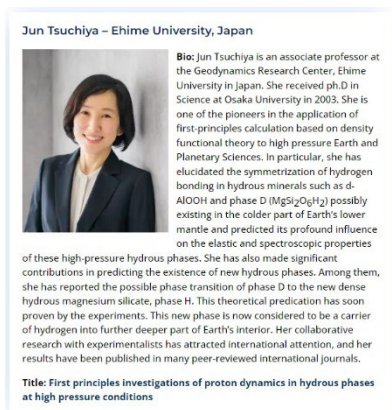 Jun Tsuchiya – Ehime University, Japan
Bio: Jun Tsuchiya is an associate professor at
the Geodynamics Research Center, Ehime
University in Japan. She received ph.D in
Science at Osaka University in 2003. She is
one of the pioneers in the application of
first-principles calculation based on density
functional theory to high pressure Earth and
Planetary Sciences. In particular, she has
elucidated the symmetrization of hydrogen
bonding in hydrous minerals such as d-
AlOOH and phase D (MgSi₂O₆H₂) possibly
existing in the colder part of Earth's lower
mantle and predicted its profound influence
on the elastic and spectroscopic properties
of these high-pressure hydrous phases. She has also made significant
contributions in predicting the existence of new hydrous phases. Among them,
she has reported the possible phase transition of phase D to the new dense
hydrous magnesium silicate, phase H. This theoretical predication has soon
proven by the experiments. This new phase is now considered to be a carrier
of hydrogen into further deeper part of Earth's interior. Her collaborative
research with experimentalists has attracted international attention, and her
results have been published in many peer-reviewed international journals.
Title: First principles investigations of proton dynamics in hydrous phases
at high pressure conditions